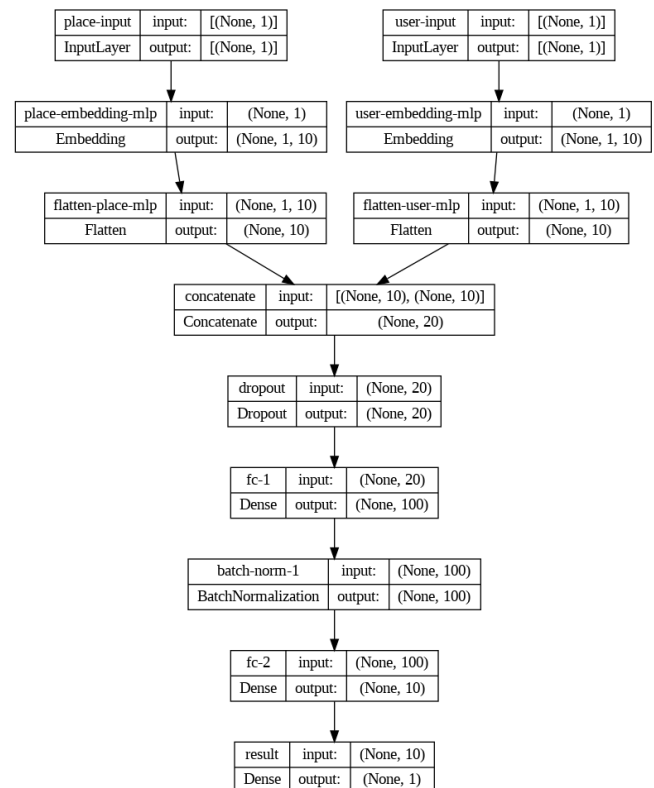 place-input input: [(None, 1)]
InputLayer output: [(None, 1)]
user-input input: [(None, 1)]
InputLayer output: [(None, 1)]
place-embedding-mlp input: (None, 1)
Embedding output: (None, 1, 10)
user-embedding-mlp input: (None, 1)
Embedding output: (None, 1, 10)
flatten-place-mlp input: (None, 1, 10)
Flatten output: (None, 10)
flatten-user-mlp input: (None, 1, 10)
Flatten output: (None, 10)
concatenate input: [(None, 10), (None, 10)]
Concatenate output: (None, 20)
dropout input: (None, 20)
Dropout output: (None, 20)
fc-1 input: (None, 20)
Dense output: (None, 100)
batch-norm-1 input: (None, 100)
BatchNormalization output: (None, 100)
fc-2 input: (None, 100)
Dense output: (None, 10)
result input: (None, 10)
Dense output: (None, 1)